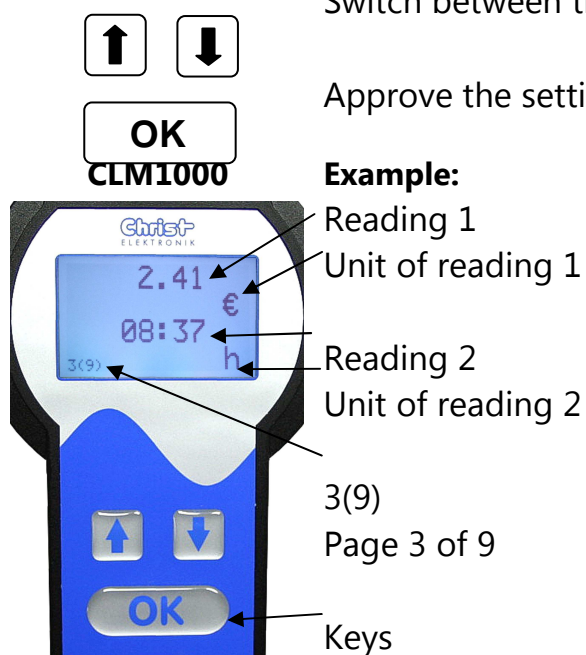 Switch between t
Approve the setti
OK
CLM1000
Example:
Reading 1
Unit of reading 1
Reading 2
Unit of reading 2
3(9)
Page 3 of 9
Keys
Christ
ELEKTRONIK
2.41
€
08:37
h
3(9)
OK